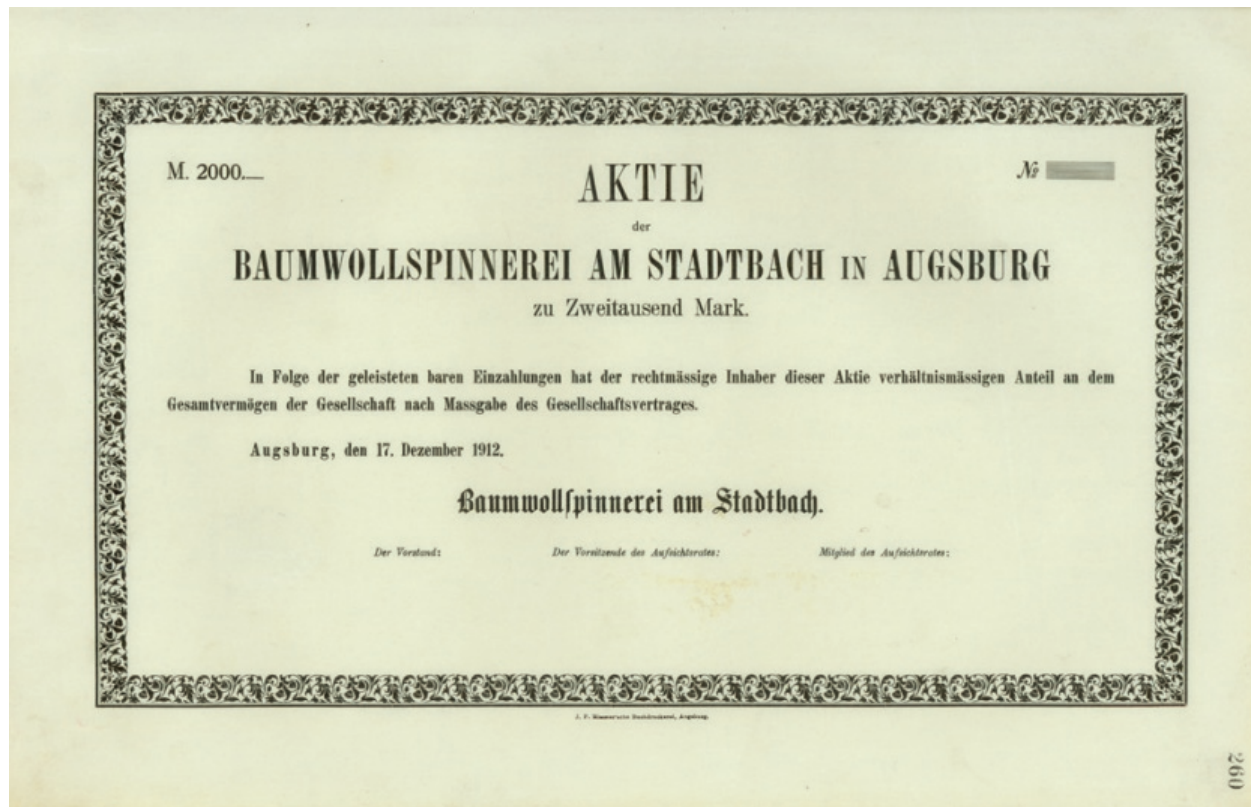 M. 2000.—
№
AKTIE
der
BAUMWOLLSPINNEREI AM STADTBACH IN AUGSBURG
zu Zweitausend Mark.
In Folge der geleisteten baren Einzahlungen hat der rechtmässige Inhaber dieser Aktie verhältnismässigen Anteil an dem
Gesamtvermögen der Gesellschaft nach Massgabe des Gesellschaftsvertrages.
Augsburg, den 17. Dezember 1912.
Baumwollſpinnerei am Stadtbach.
Der Vorstand: Der Vorsitzende des Aufsichtsrates: Mitglied des Aufsichtsrates:
J. P. Buchdruckerei, Augsburg.
260